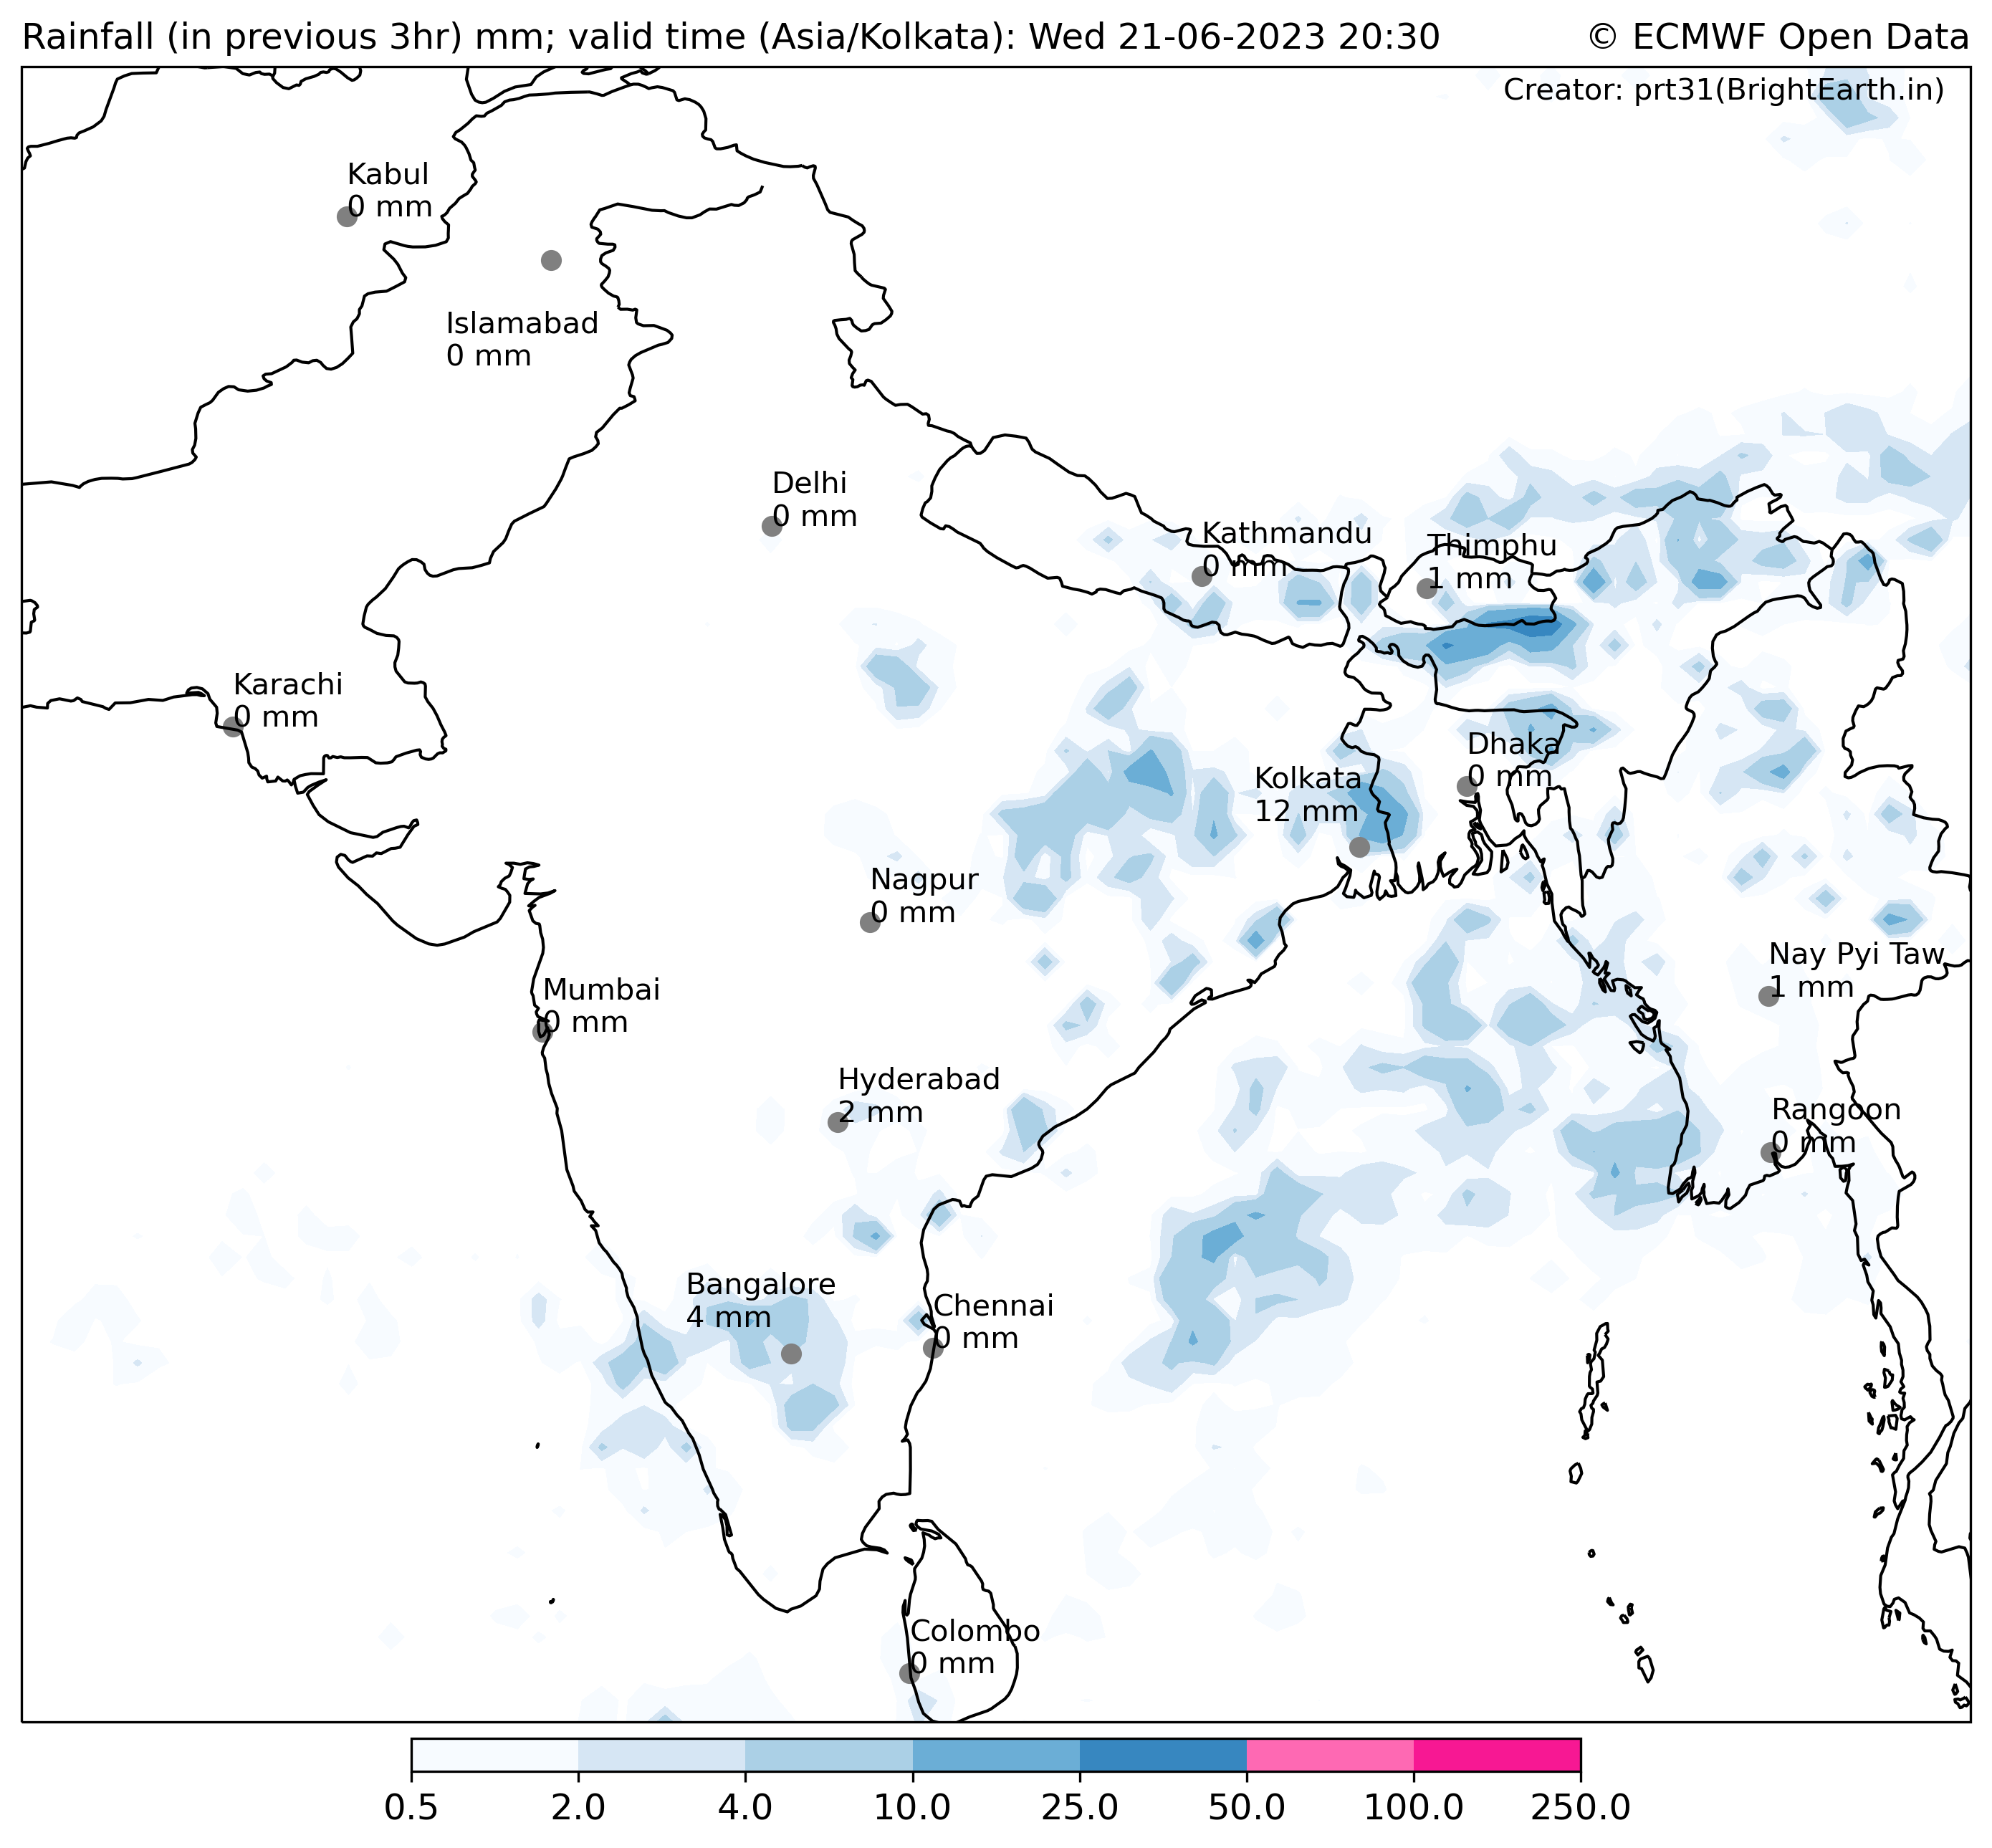 Rainfall (in previous 3hr) mm; valid time (Asia/Kolkata): Wed 21-06-2023 20:30
© ECMWF Open Data
Creator: prt31(BrightEarth.in)
Kabul
0 mm
Islamabad
0 mm
Delhi
0 mm
Kathmandu
0 mm
Thimphu
1 mm
Karachi
0 mm
Dhaka
0 mm
Kolkata
12 mm
Nagpur
0 mm
Nay Pyi Taw
1 mm
Mumbai
0 mm
Hyderabad
2 mm
Rangoon
0 mm
Bangalore
4 mm
Chennai
0 mm
Colombo
0 mm
0.5 2.0 4.0 10.0 25.0 50.0 100.0 250.0